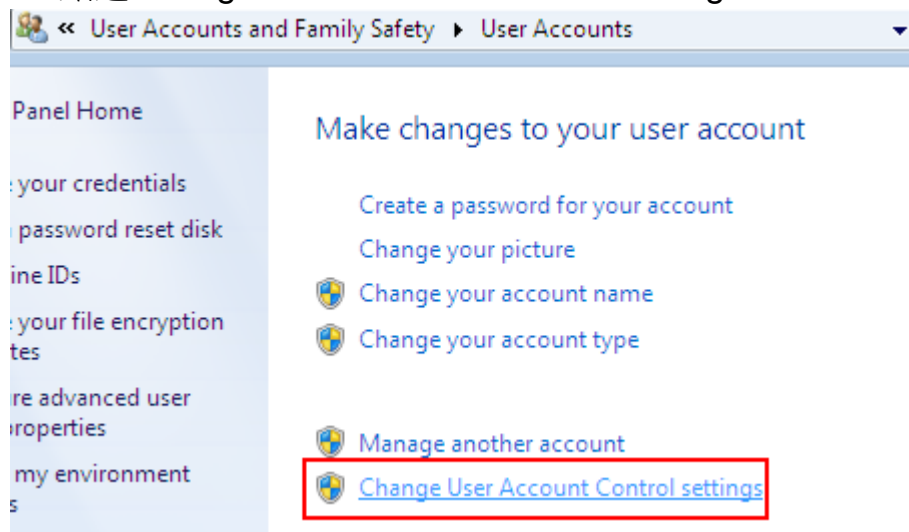 « User Accounts and Family Safety ▸ User Accounts
Panel Home
your credentials
password reset disk
ine IDs
your file encryption
tes
re advanced user
roperties
my environment
s
Make changes to your user account
Create a password for your account
Change your picture
Change your account name
Change your account type
Manage another account
Change User Account Control settings